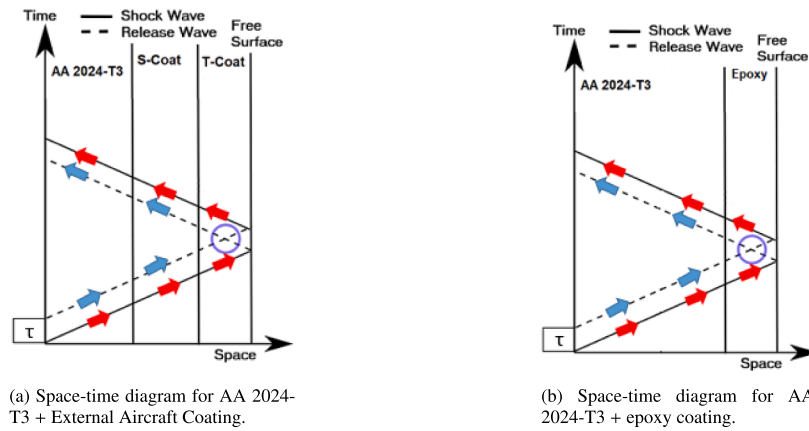 Time
Shock Wave
Release Wave
Free
Surface
AA 2024-T3
S-Coat
T-Coat
τ
Space
(a) Space-time diagram for AA 2024-
T3 + External Aircraft Coating.
Time
Shock Wave
Release Wave
Free
Surface
AA 2024-T3
Epoxy
τ
Space
(b) Space-time diagram for AA
2024-T3 + epoxy coating.